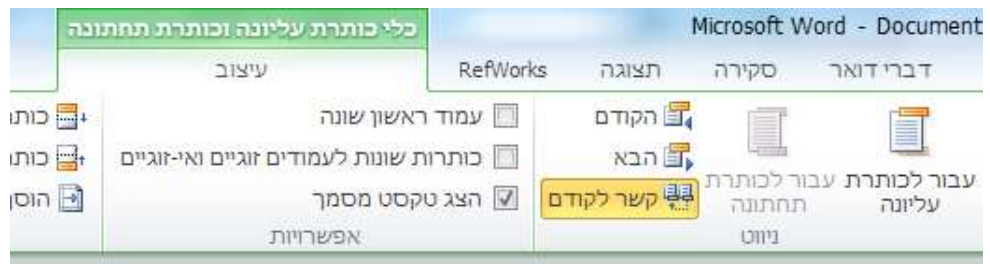 Microsoft Word - Document
כלי כותרת עליונה וכותרת תחתונה
דברי דואר
סקירה
תצוגה
RefWorks
עיצוב
עבור לכותרת
עליונה
עבור לכותרת
תחתונה
הקודם
הבא
קשר לקודם
ניווט
עמוד ראשון שונה
כותרות שונות לעמודים זוגיים ואי-זוגיים
הצג טקסט מסמך
אפשרויות